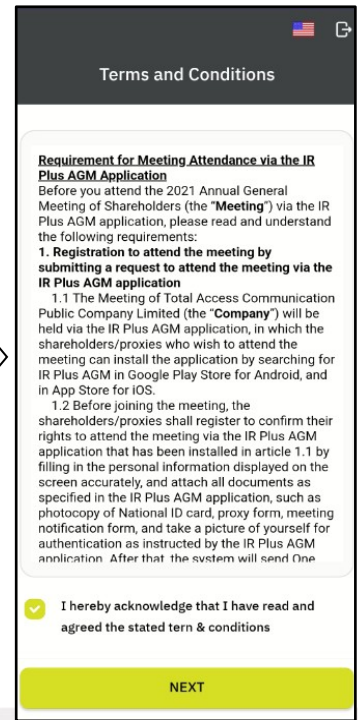 Terms and Conditions
Requirement for Meeting Attendance via the IR
Plus AGM Application
Before you attend the 2021 Annual General
Meeting of Shareholders (the "Meeting") via the IR
Plus AGM application, please read and understand
the following requirements:
1. Registration to attend the meeting by
submitting a request to attend the meeting via the
IR Plus AGM application
1.1 The Meeting of Total Access Communication
Public Company Limited (the "Company") will be
held via the IR Plus AGM application, in which the
shareholders/proxies who wish to attend the
meeting can install the application by searching for
IR Plus AGM in Google Play Store for Android, and
in App Store for iOS.
1.2 Before joining the meeting, the
shareholders/proxies shall register to confirm their
rights to attend the meeting via the IR Plus AGM
application that has been installed in article 1.1 by
filling in the personal information displayed on the
screen accurately, and attach all documents as
specified in the IR Plus AGM application, such as
photocopy of National ID card, proxy form, meeting
notification form, and take a picture of yourself for
authentication as instructed by the IR Plus AGM
application. After that, the system will send One
I hereby acknowledge that I have read and
agreed the stated tern & conditions
NEXT